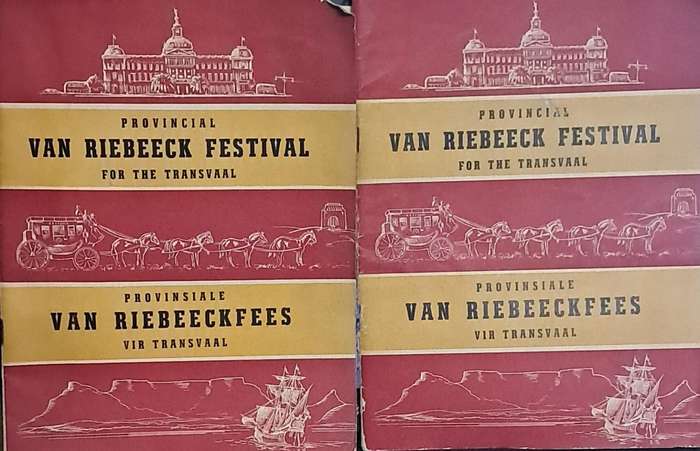 PROVINCIAL
VAN RIEBEECK FESTIVAL
FOR THE TRANSVAAL
PROVINSIALE
VAN RIEBEECKFEES
VIR TRANSVAAL
PROVINCIAL
VAN RIEBEECK FESTIVAL
FOR THE TRANSVAAL
PROVINSIALE
VAN RIEBEECKFEES
VIR TRANSVAAL